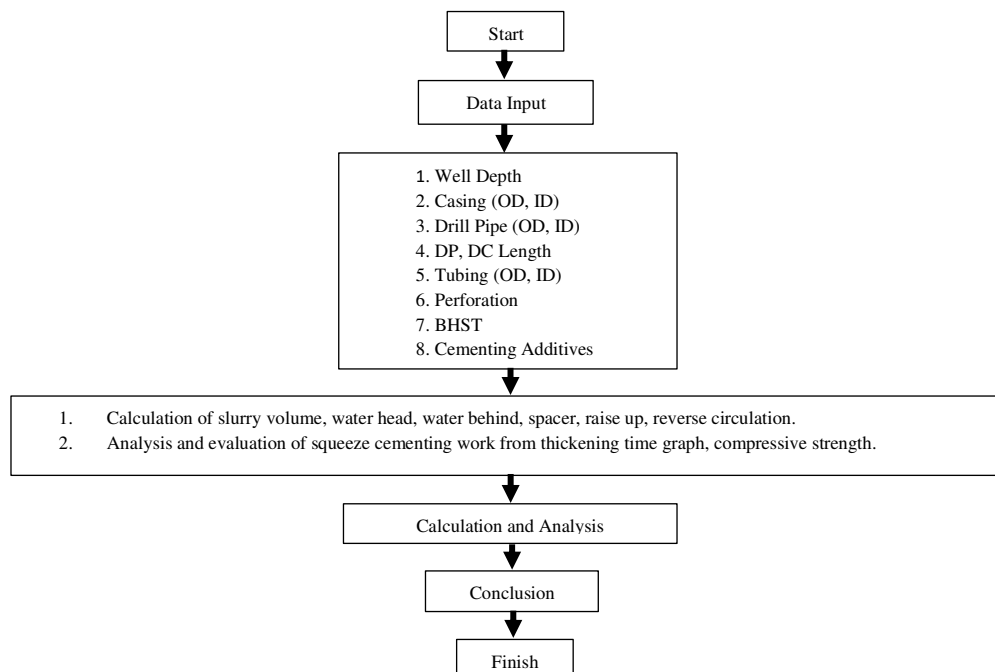 Start
Data Input
1. Well Depth
2. Casing (OD, ID)
3. Drill Pipe (OD, ID)
4. DP, DC Length
5. Tubing (OD, ID)
6. Perforation
7. BHST
8. Cementing Additives
1. Calculation of slurry volume, water head, water behind, spacer, raise up, reverse circulation.
2. Analysis and evaluation of squeeze cementing work from thickening time graph, compressive strength.
Calculation and Analysis
Conclusion
Finish